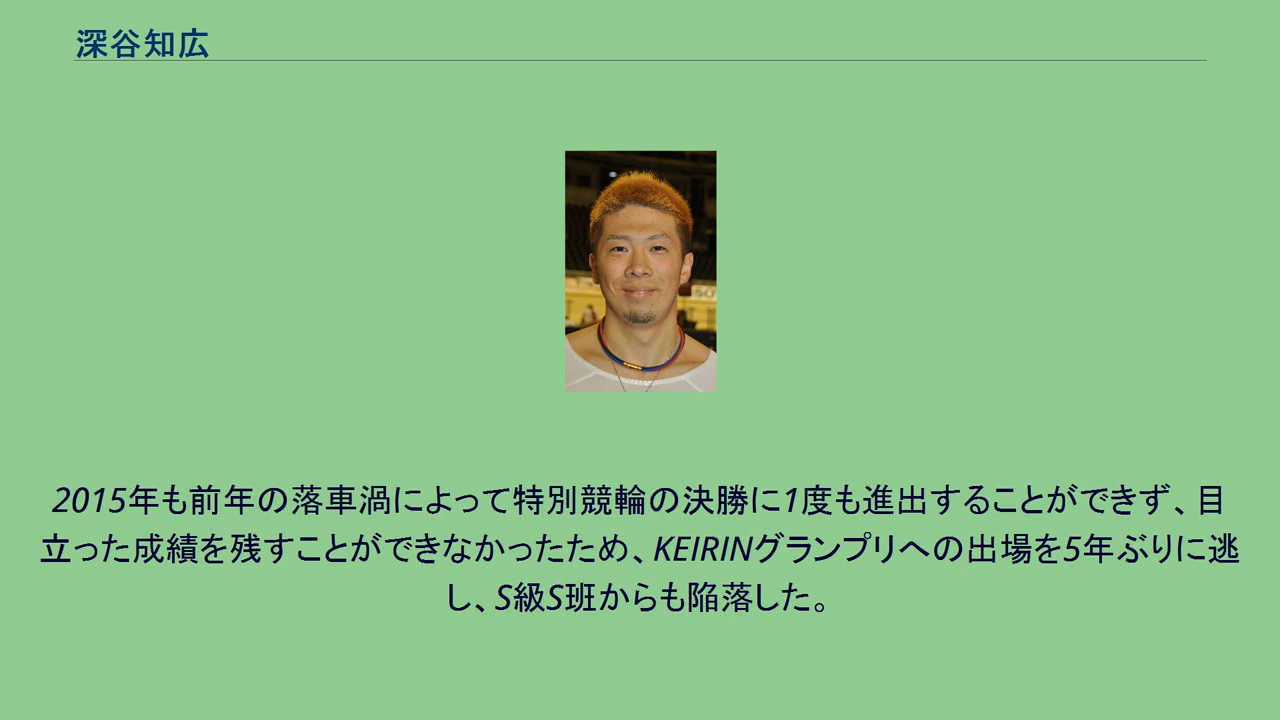 深谷知広
2015年も前年の落車渦によって特別競輪の決勝に1度も進出することができず、目
立った成績を残すことができなかったため、KEIRINグランプリへの出場を5年ぶりに逃
し、S級S班からも陥落した。